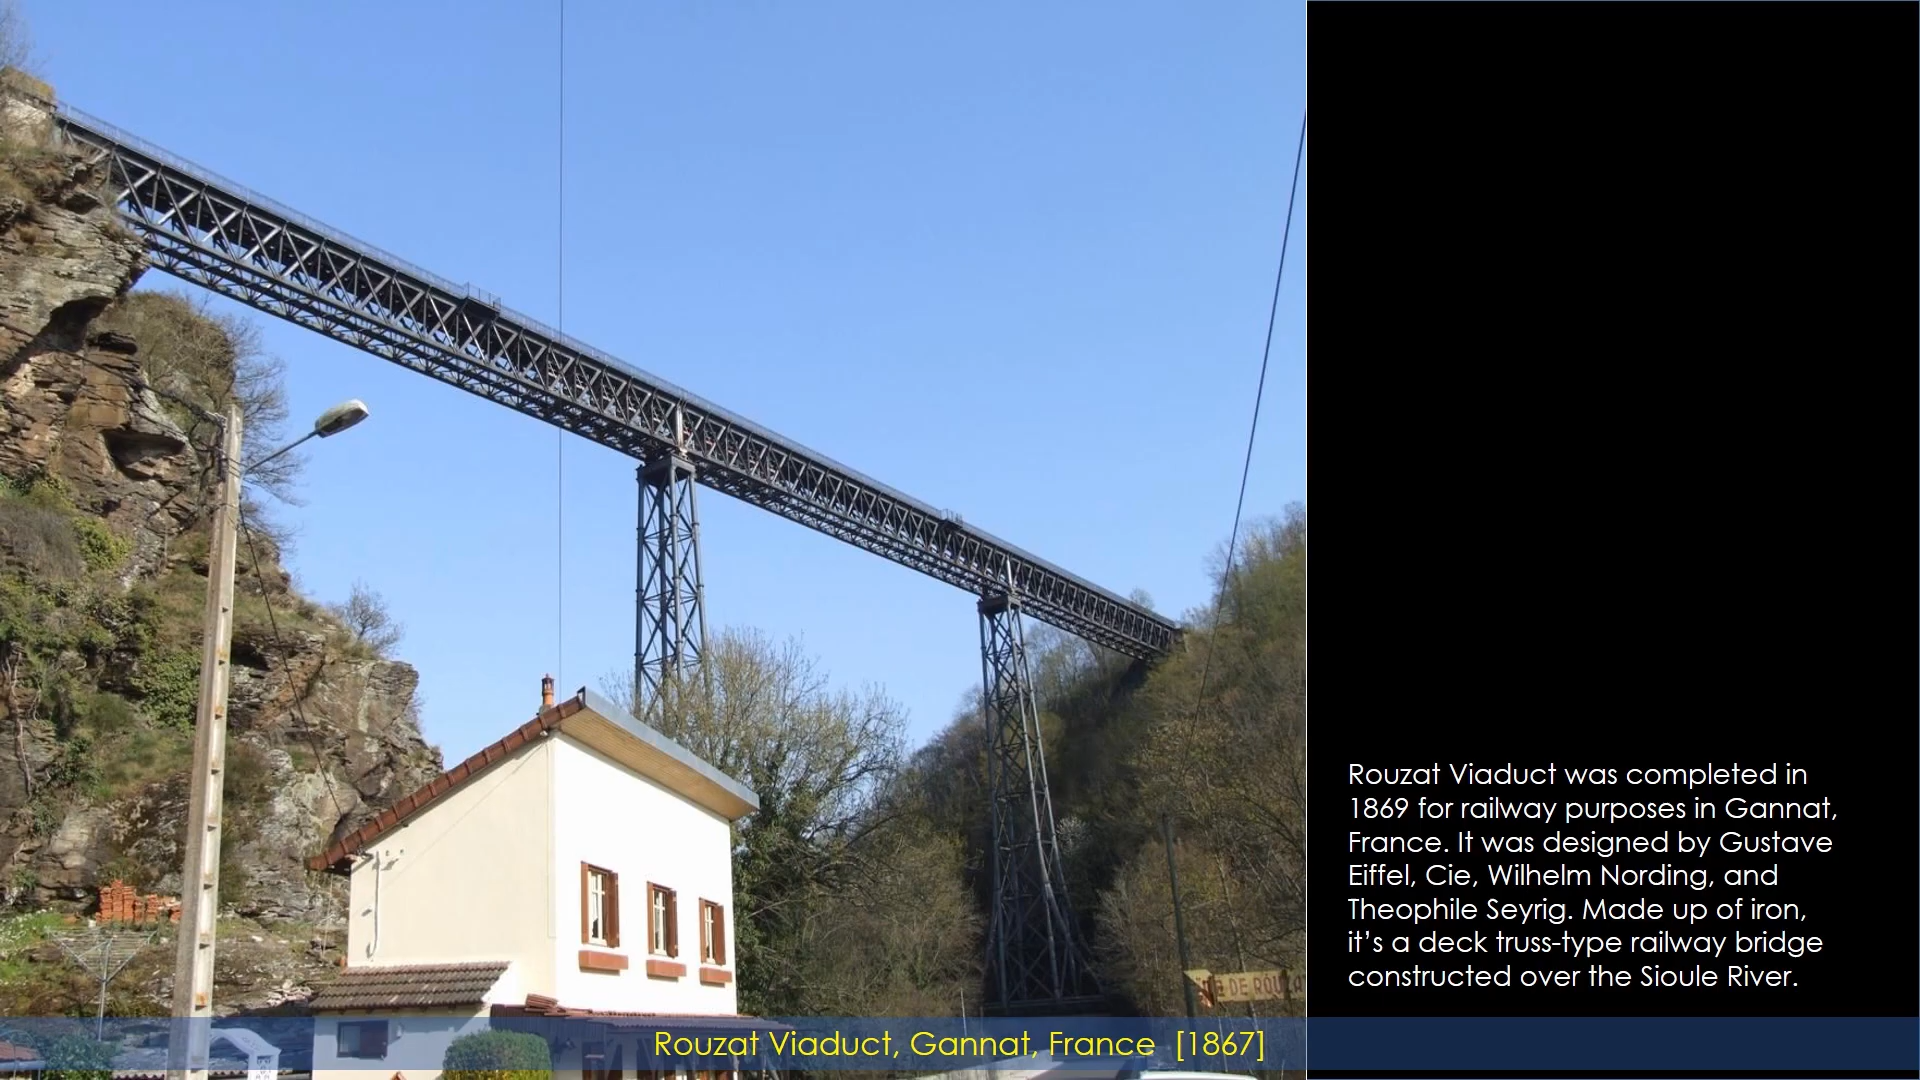 Rouzat Viaduct was completed in
1869 for railway purposes in Gannat,
France. It was designed by Gustave
Eiffel, Cie, Wilhelm Nording, and
Theophile Seyrig. Made up of iron,
it's a deck truss-type railway bridge
constructed over the Sioule River.
DE
Rouzat Viaduct, Gannat, France [1867]